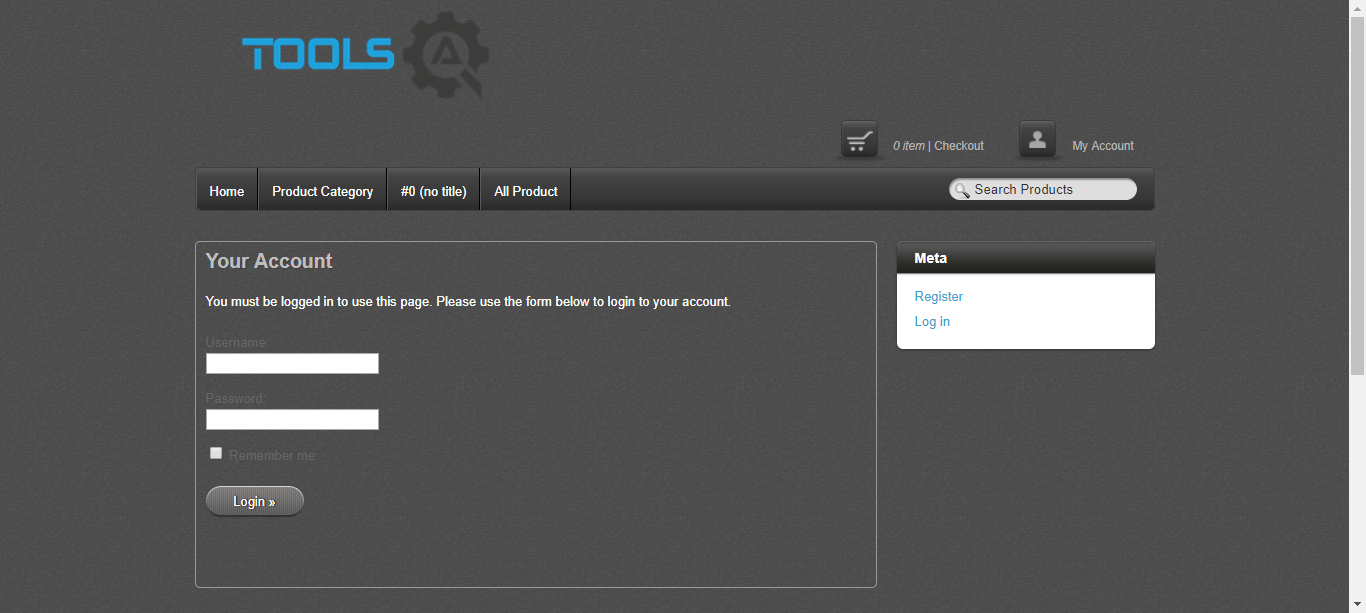 TOOLS
0 item | Checkout
My Account
Home
Product Category
#0 (no title)
All Product
Search Products
Your Account
You must be logged in to use this page. Please use the form below to login to your account.
Username:
Password:
Remember me
Login »
Meta
Register
Log in